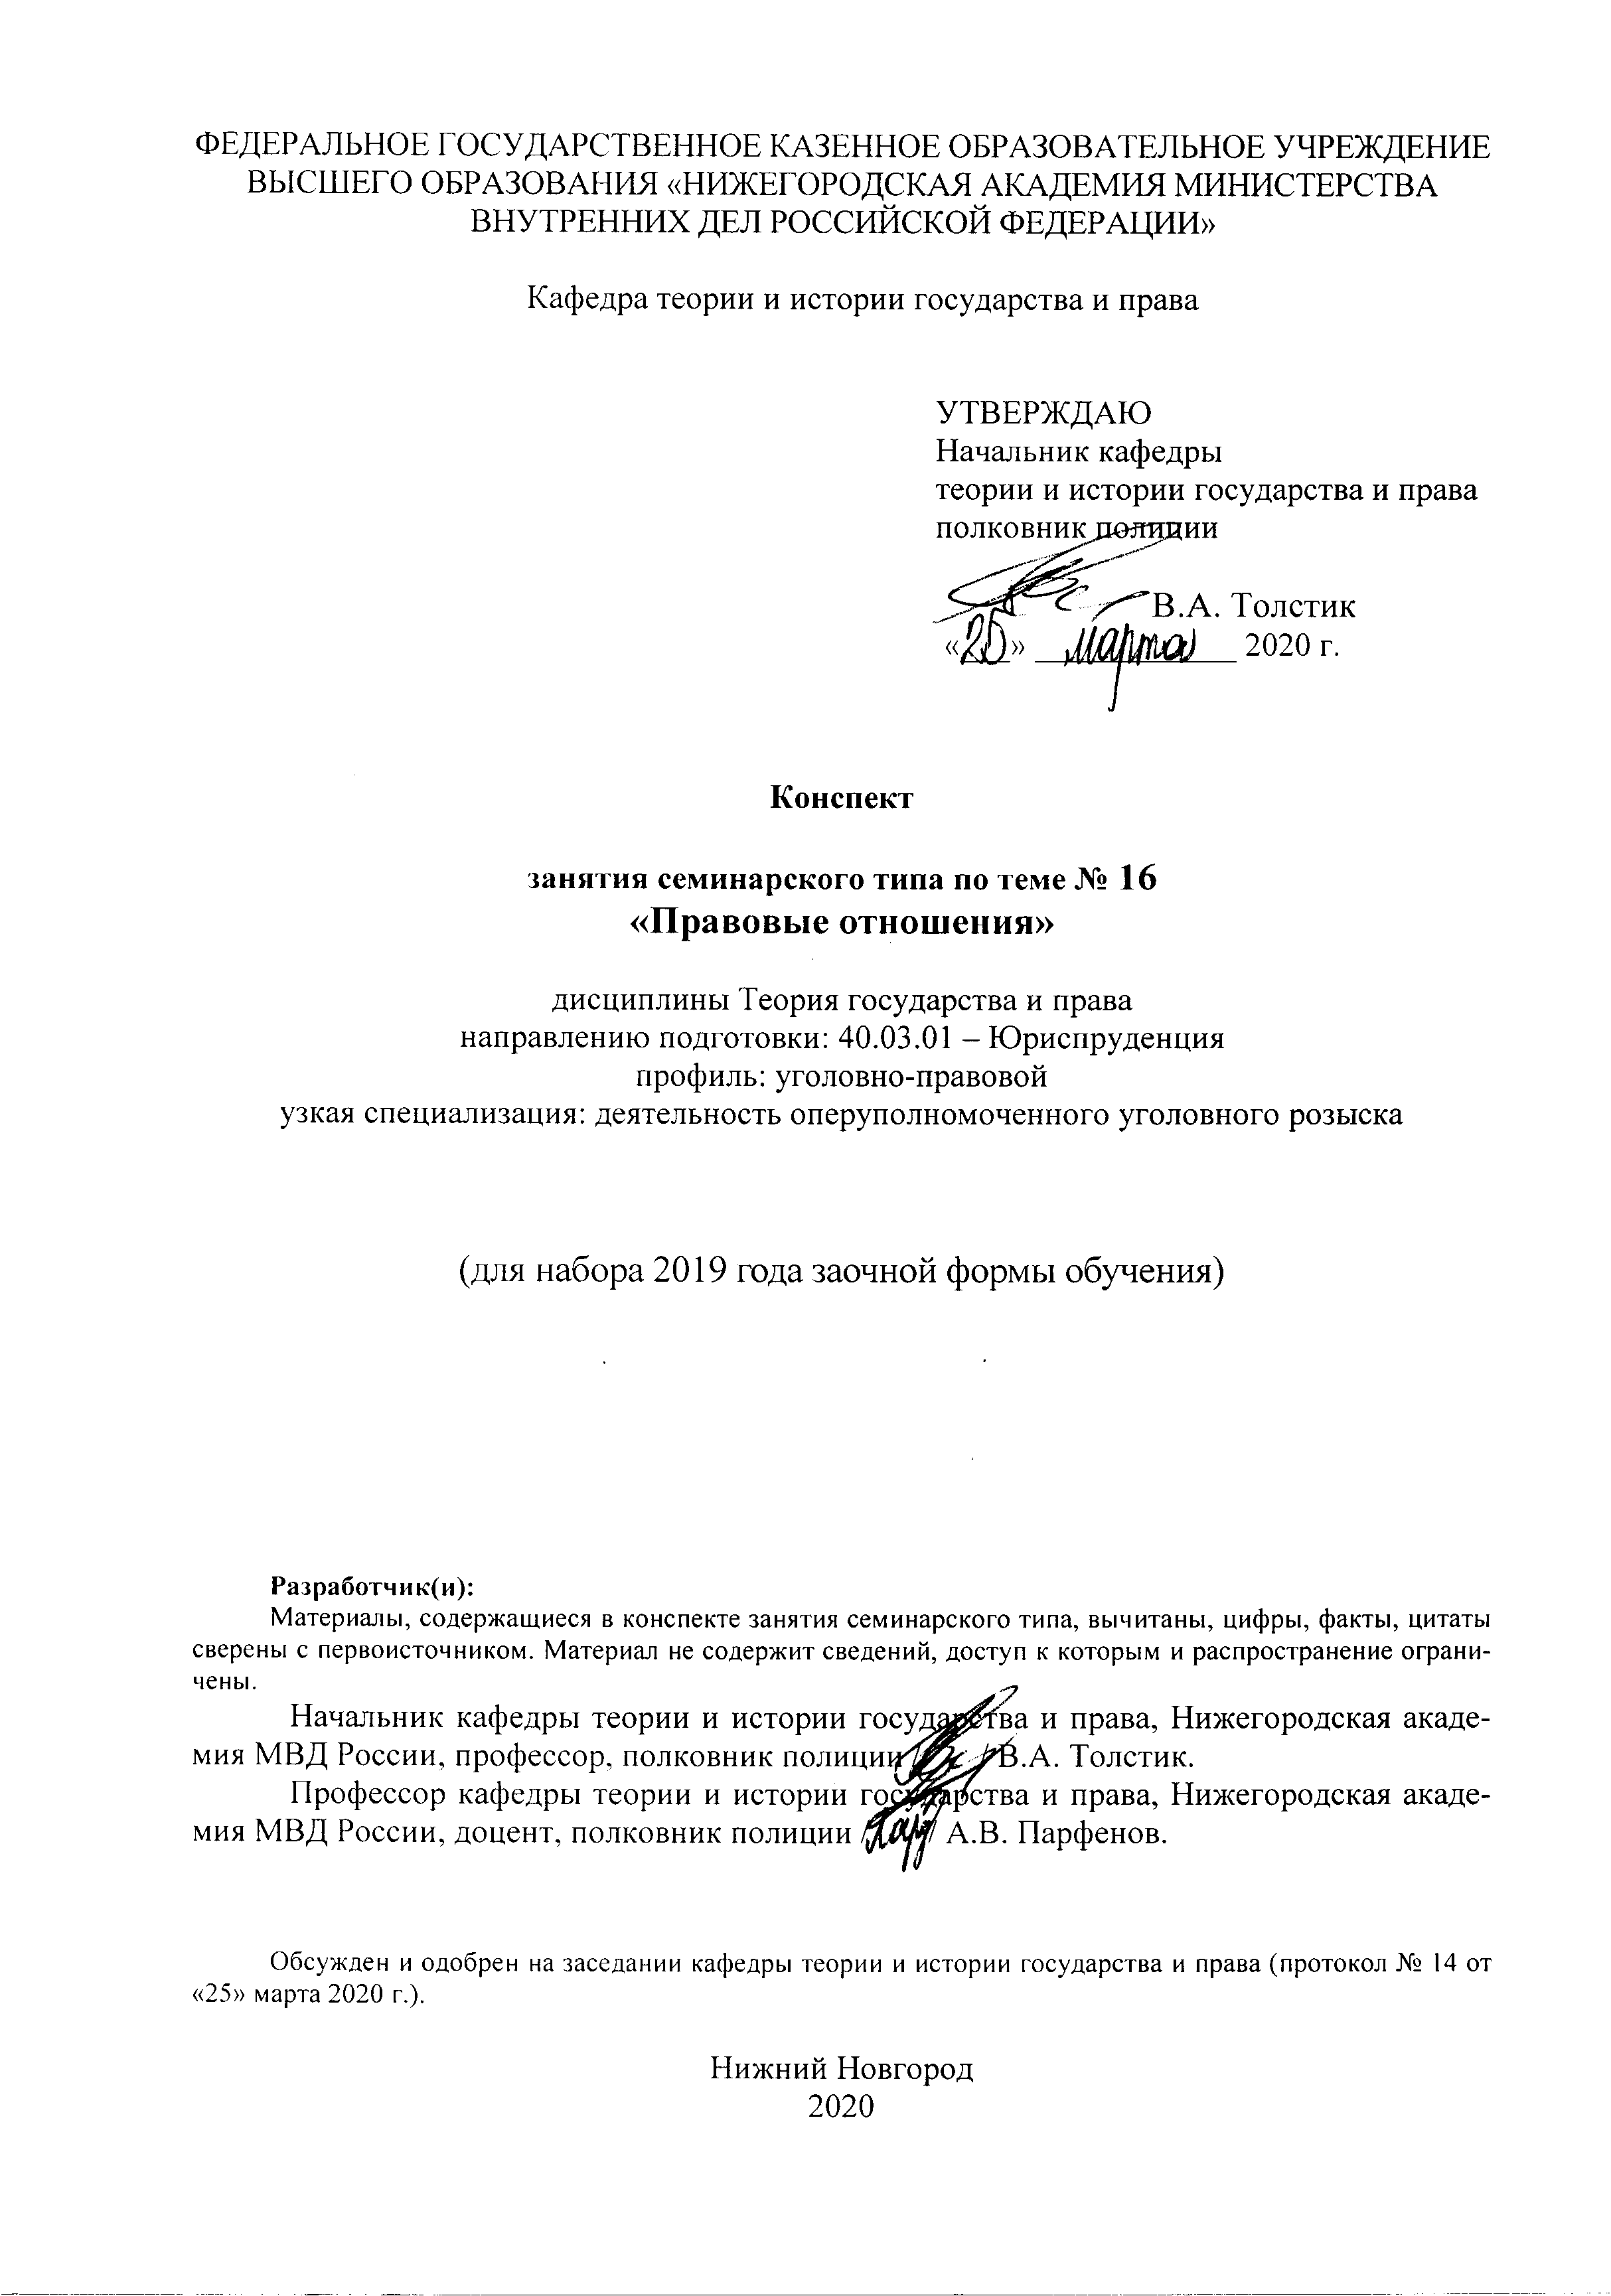 ФЕДЕРАЛЬНОЕ ГОСУДАРСТВЕННОЕ КАЗЕННОЕ ОБРАЗОВАТЕЛЬНОЕ УЧРЕЖДЕНИЕ
ВЫСШЕГО ОБРАЗОВАНИЯ «НИЖЕГОРОДСКАЯ АКАДЕМИЯ МИНИСТЕРСТВА
ВНУТРЕННИХ ДЕЛ РОССИЙСКОЙ ФЕДЕРАЦИИ»
Кафедра теории и истории государства и права
УТВЕРЖДАЮ
Начальник кафедры
теории и истории государства и права
полковник полиции
В.А. Толстик
«25» марта 2020 г.
Конспект
занятия семинарского типа по теме № 16
«Правовые отношения»
дисциплины Теория государства и права
направлению подготовки: 40.03.01 – Юриспруденция
профиль: уголовно-правовой
узкая специализация: деятельность оперуполномоченного уголовного розыска
(для набора 2019 года заочной формы обучения)
Разработчик(и):
Материалы, содержащиеся в конспекте занятия семинарского типа, вычитаны, цифры, факты, цитаты
сверены с первоисточником. Материал не содержит сведений, доступ к которым и распространение ограни-
чены.
Начальник кафедры теории и истории государства и права, Нижегородская акаде-
мия МВД России, профессор, полковник полиции / / В.А. Толстик.
Профессор кафедры теории и истории государства и права, Нижегородская акаде-
мия МВД России, доцент, полковник полиции / / А.В. Парфенов.
Обсужден и одобрен на заседании кафедры теории и истории государства и права (протокол № 14 от
«25» марта 2020 г.).
Нижний Новгород
2020